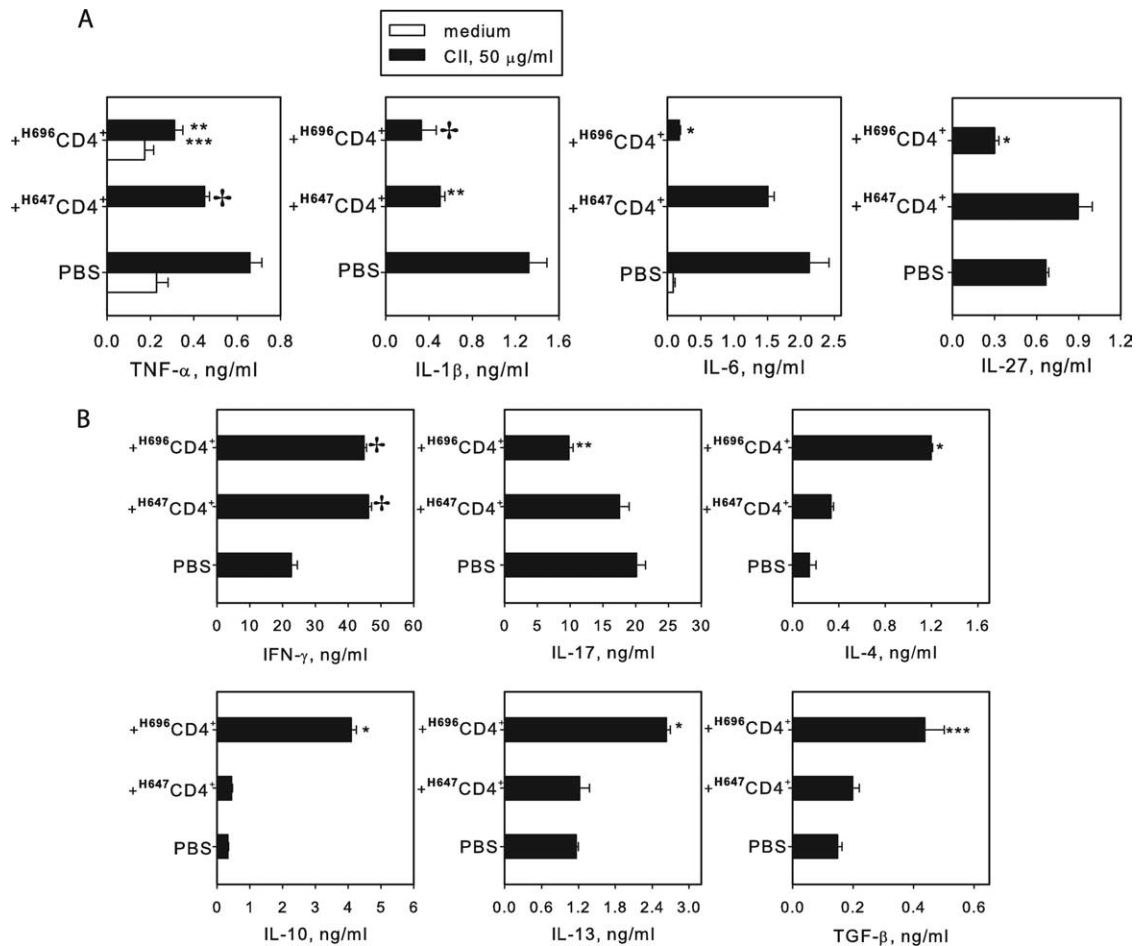 A
medium
CII, 50 μg/ml
+H696CD4+ ** ***
+H647CD4+ ✢
PBS
0.0 0.2 0.4 0.6 0.8
TNF-α, ng/ml
+H696CD4+ ✢
+H647CD4+ **
PBS
0.0 0.4 0.8 1.2 1.6
IL-1β, ng/ml
+H696CD4+ *
+H647CD4+
PBS
0.0 0.5 1.0 1.5 2.0 2.5
IL-6, ng/ml
+H696CD4+ *
+H647CD4+
PBS
0.0 0.3 0.6 0.9 1.2
IL-27, ng/ml
B
+H696CD4+ ✢
+H647CD4+ ✢
PBS
0 10 20 30 40 50 60
IFN-γ, ng/ml
+H696CD4+ **
+H647CD4+
PBS
0 5 10 15 20 25 30
IL-17, ng/ml
+H696CD4+ *
+H647CD4+
PBS
0.0 0.4 0.8 1.2 1.6
IL-4, ng/ml
+H696CD4+ *
+H647CD4+
PBS
0 1 2 3 4 5 6
IL-10, ng/ml
+H696CD4+ *
+H647CD4+
PBS
0.0 0.6 1.2 1.8 2.4 3.0
IL-13, ng/ml
+H696CD4+ ***
+H647CD4+
PBS
0.0 0.2 0.4 0.6
TGF-β, ng/ml